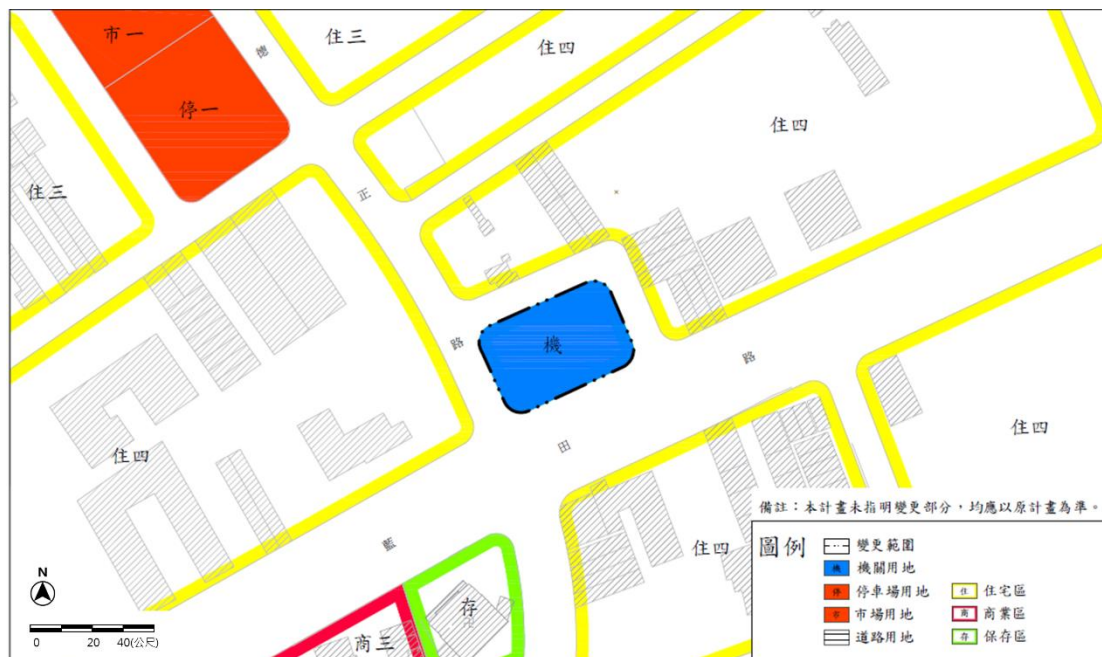 市一
德
住三
住四
停一
住四
住三
正
路
機
路
住四
住四
田
住四
藍
存
卍
商三
備註：本計畫未指明變更部分，均應以原計畫為準。
圖例
變更範圍
機 機關用地
停 停車場用地
市 市場用地
道路用地
住 住宅區
商 商業區
存 保存區
N
0 20 40(公尺)